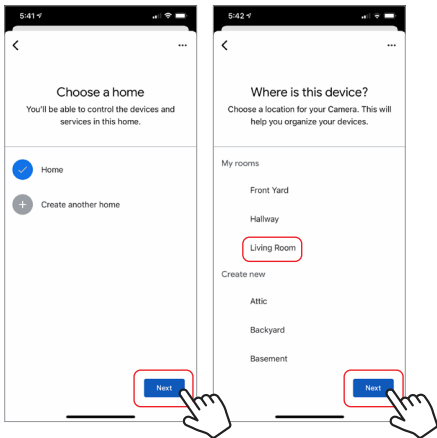 5:41
Choose a home
You'll be able to control the devices and
services in this home.
Home
Create another home
Next
5:42
Where is this device?
Choose a location for your Camera. This will
help you organize your devices.
My rooms
Front Yard
Hallway
Living Room
Create new
Attic
Backyard
Basement
Next